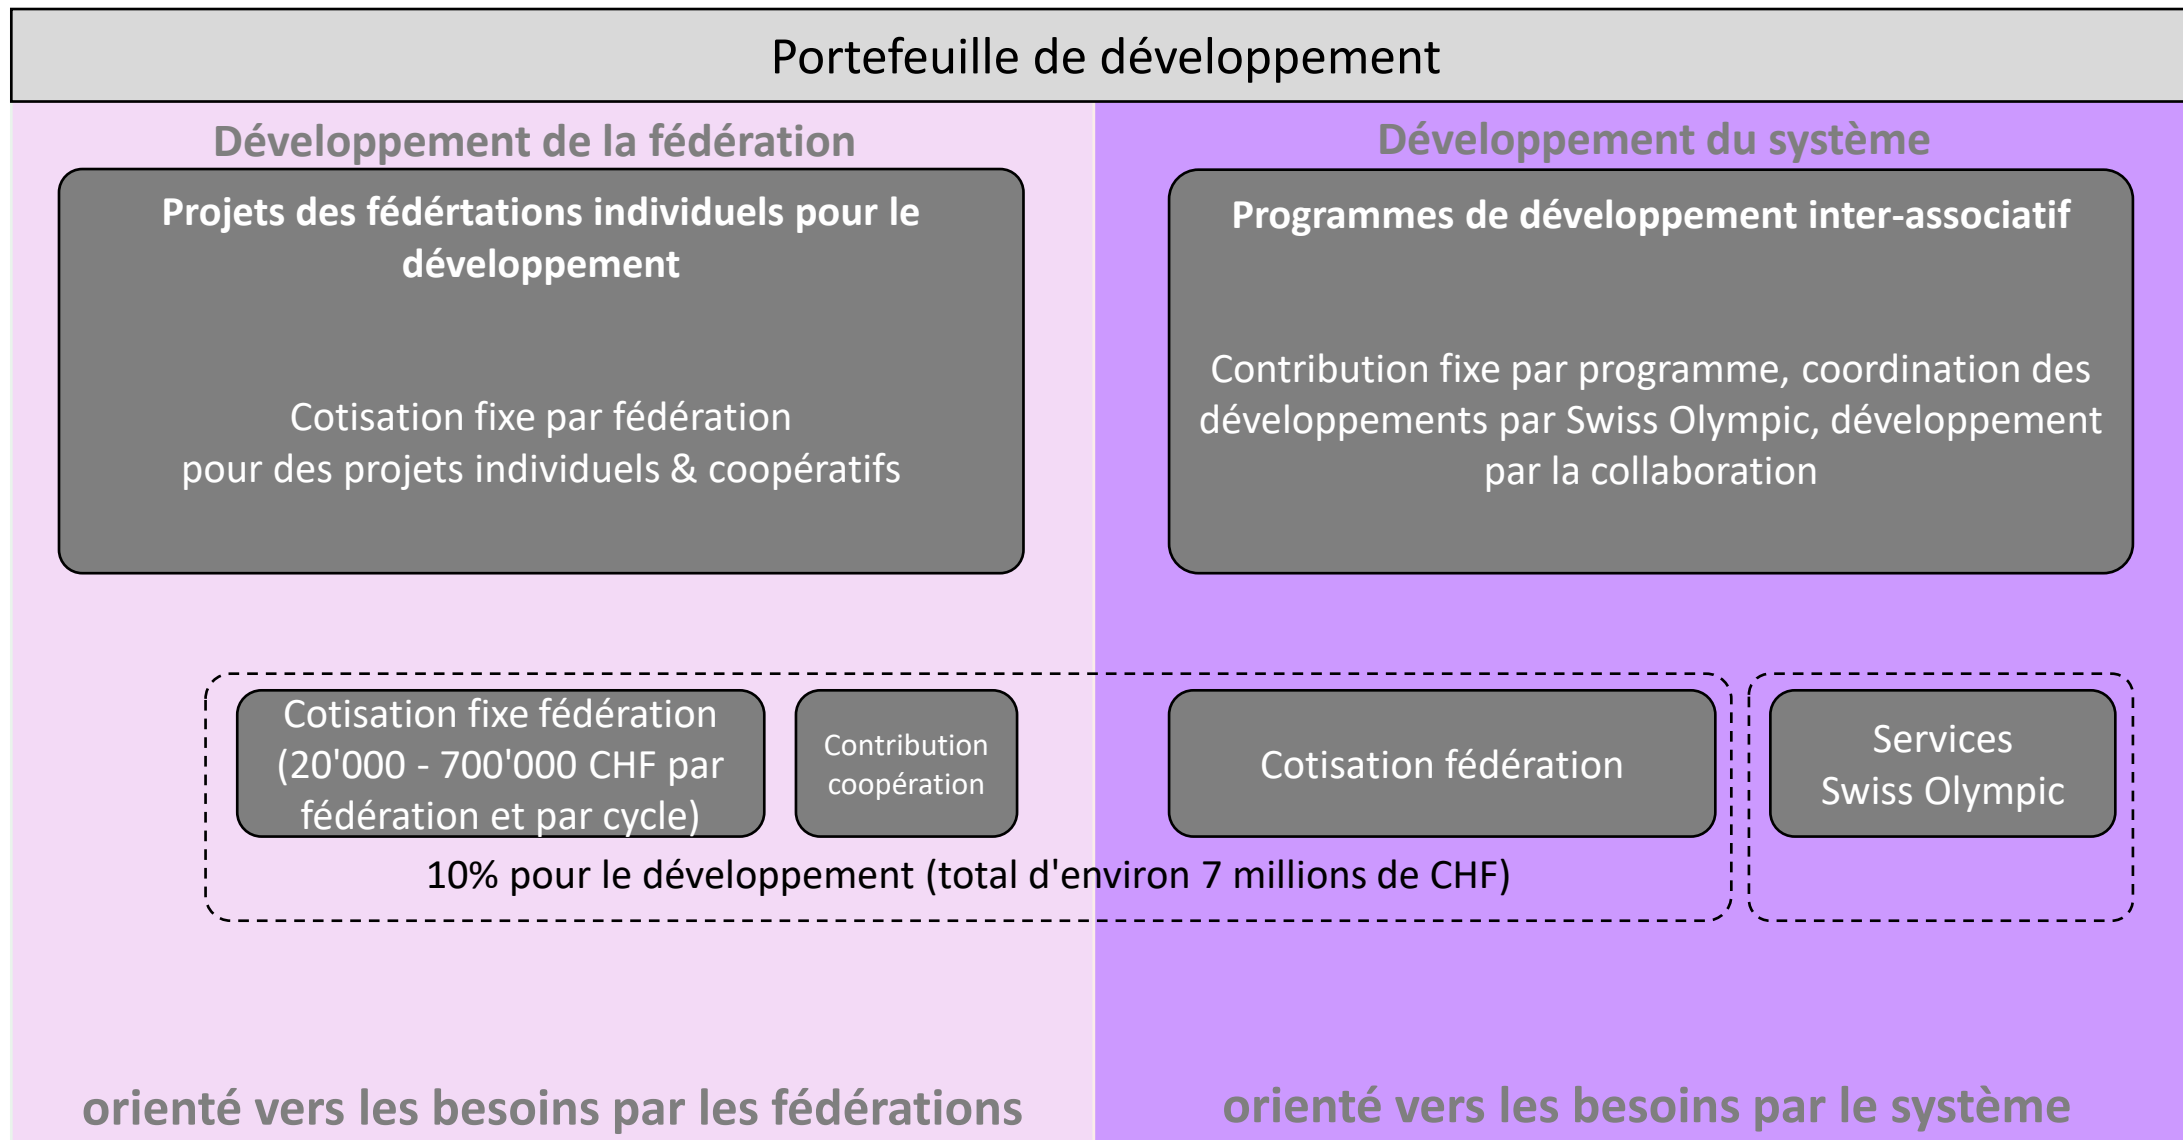 Portefeuille de développement
Développement de la fédération
Projets des fédértations individuels pour le
développement
Cotisation fixe par fédération
pour des projets individuels & coopératifs
Développement du système
Programmes de développement inter-associatif
Contribution fixe par programme, coordination des
développements par Swiss Olympic, développement
par la collaboration
Cotisation fixe fédération
(20'000 - 700'000 CHF par
fédération et par cycle)
Contribution
coopération
Cotisation fédération
Services
Swiss Olympic
10% pour le développement (total d'environ 7 millions de CHF)
orienté vers les besoins par les fédérations
orienté vers les besoins par le système